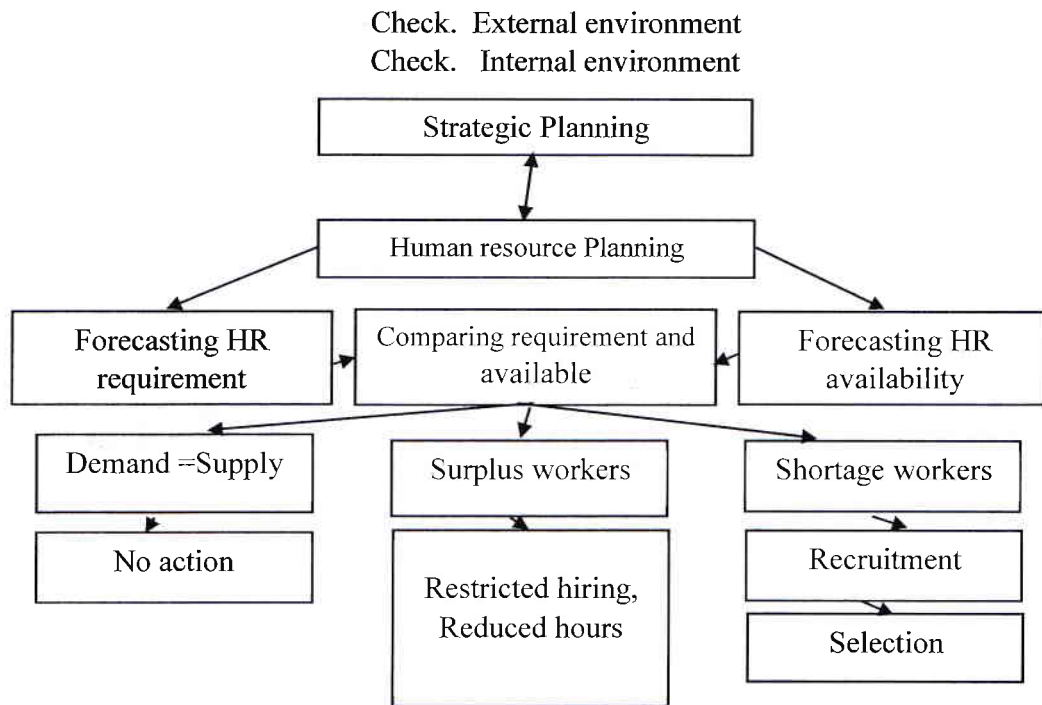 Check. External environment
Check. Internal environment
Strategic Planning
Human resource Planning
Forecasting HR
requirement
Comparing requirement and
available
Forecasting HR
availability
Demand =Supply
Surplus workers
Shortage workers
No action
Restricted hiring,
Reduced hours
Recruitment
Selection